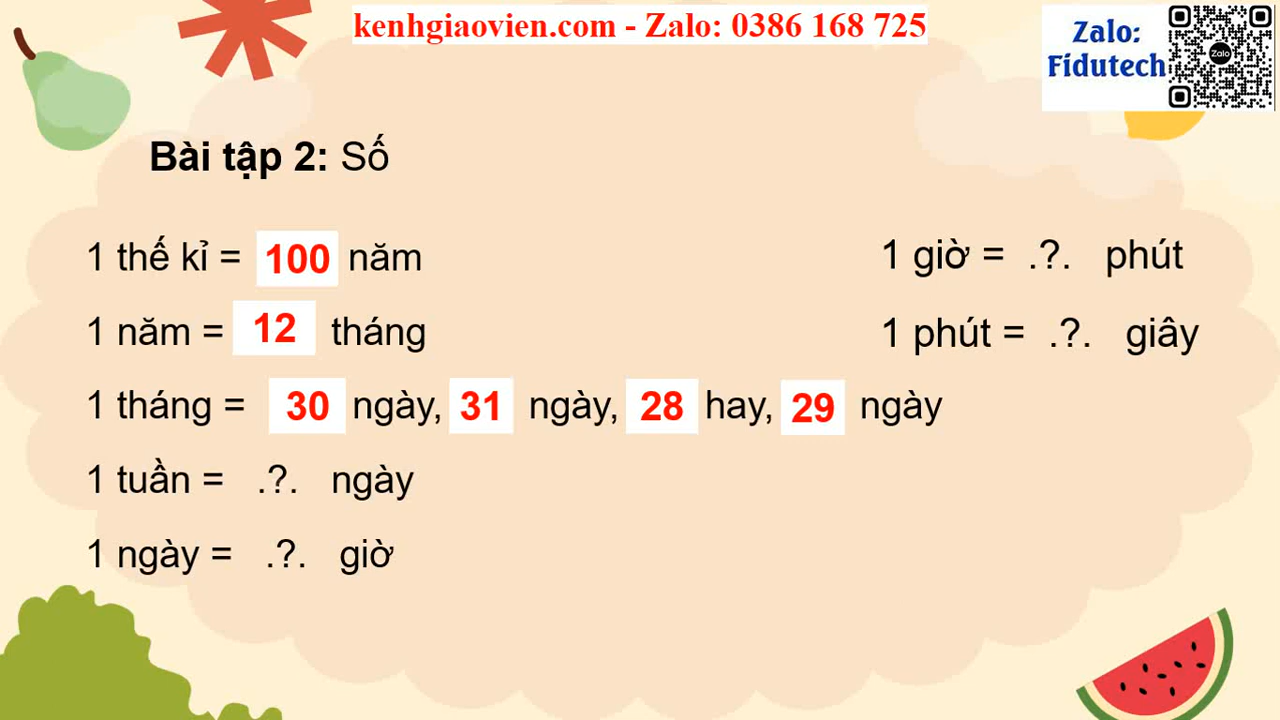 kenhgiaovien.com - Zalo: 0386 168 725
Zalo:
Fidutech
Zalo
Bài tập 2: Số
1 thế kỉ = 100 năm
1 năm = 12 tháng
1 tháng = 30 ngày, 31 ngày, 28 hay, 29 ngày
1 tuần = .?. ngày
1 ngày = .?. giờ
1 giờ = .?. phút
1 phút = .?. giây